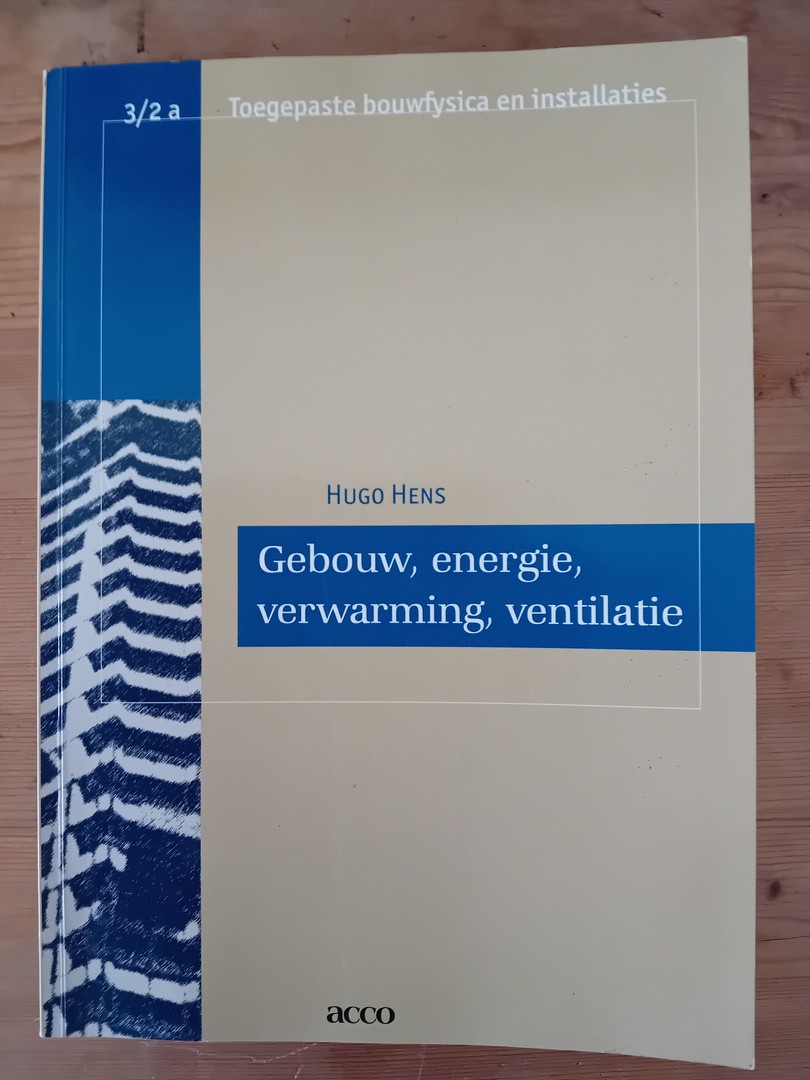 3/2 a
Toegepaste bouwfysica en installaties
HUGO HENS
Gebouw, energie,
verwarming, ventilatie
acco